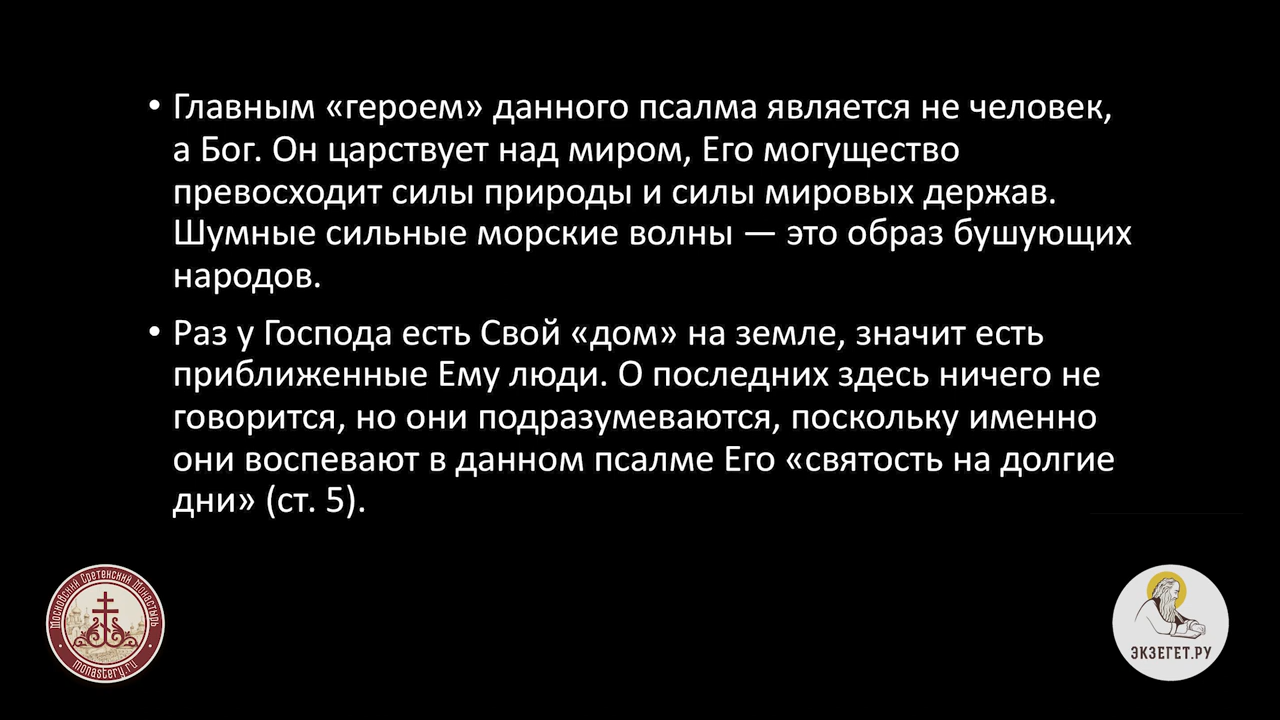 • Главным «героем» данного псалма является не человек,
а Бог. Он царствует над миром, Его могущество
превосходит силы природы и силы мировых держав.
Шумные сильные морские волны — это образ бушующих
народов.
• Раз у Господа есть Свой «дом» на земле, значит есть
приближенные Ему люди. О последних здесь ничего не
говорится, но они подразумеваются, поскольку именно
они воспевают в данном псалме Его «святость на долгие
дни» (ст. 5).
Московский Сретенский Монастырь
monastery.ru
ЭКЗЕГЕТ.РУ